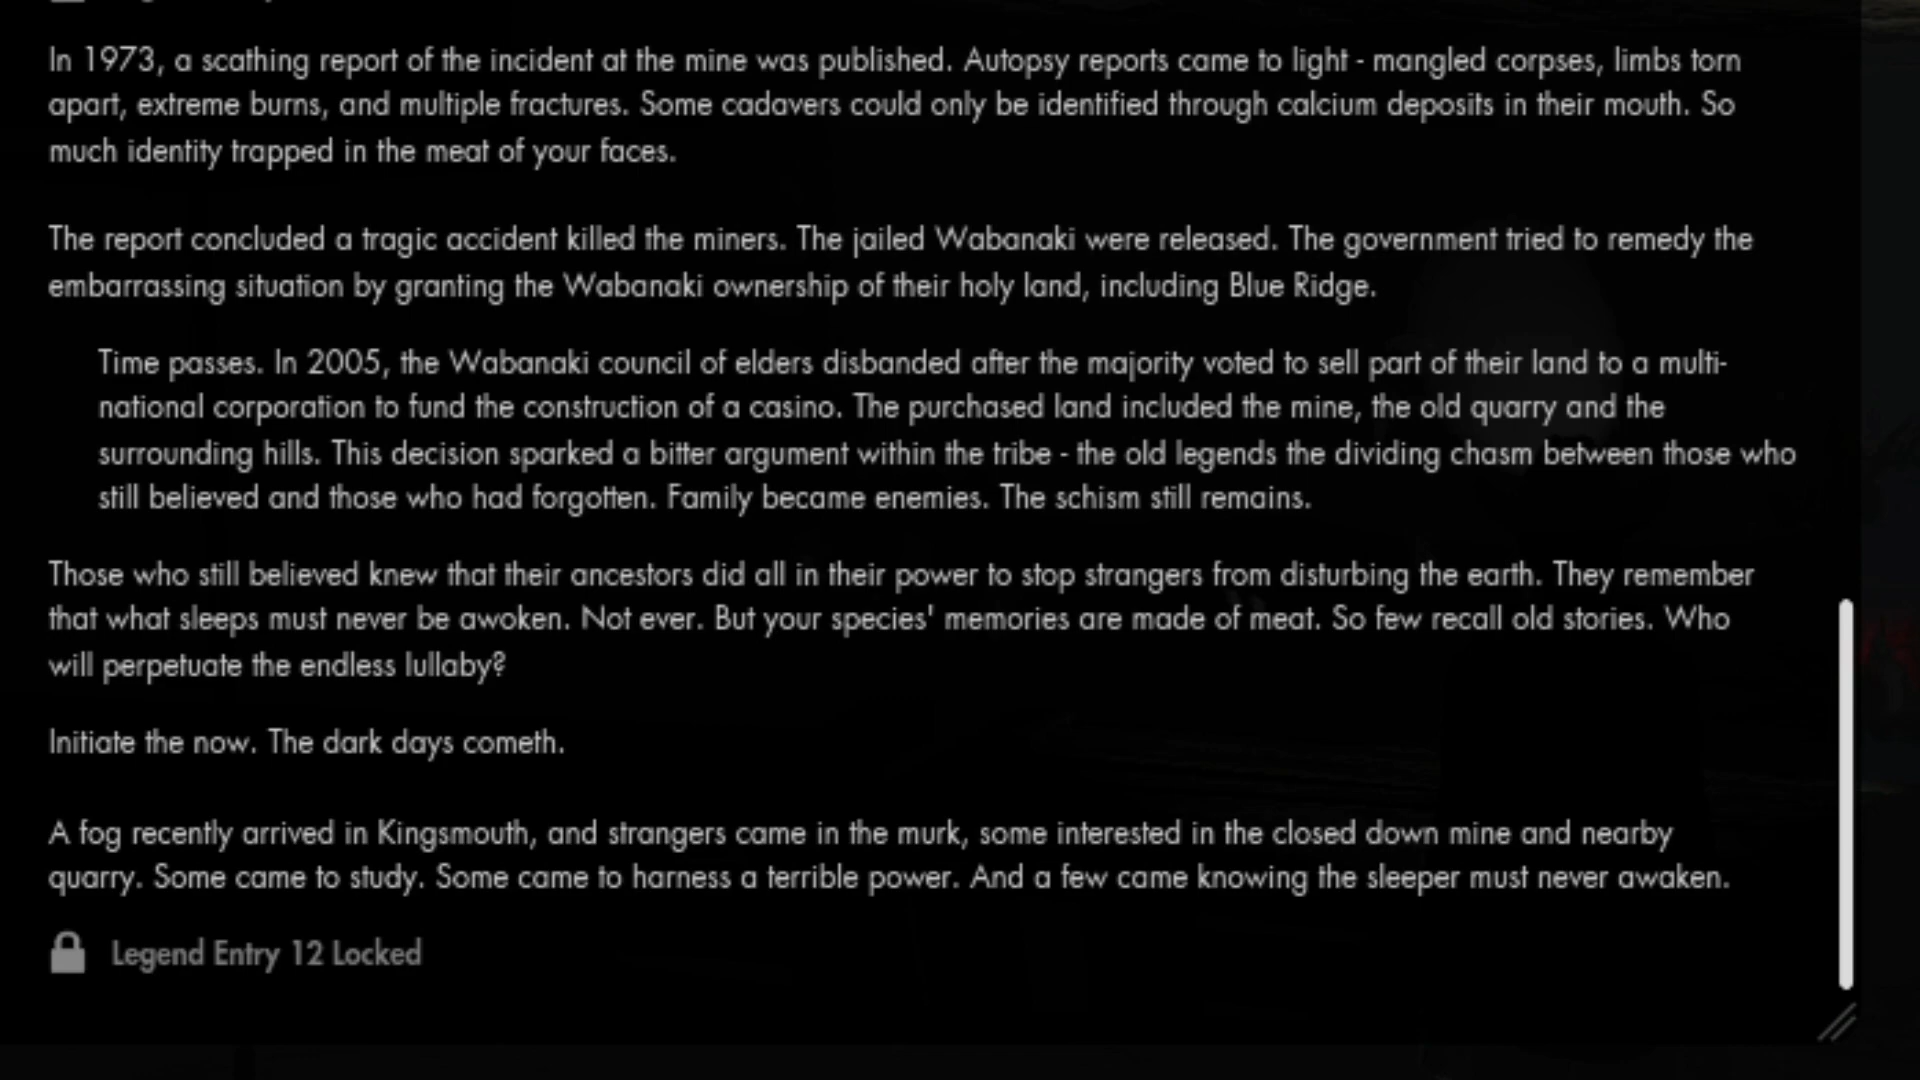 In 1973, a scathing report of the incident at the mine was published. Autopsy reports came to light - mangled corpses, limbs torn
apart, extreme burns, and multiple fractures. Some cadavers could only be identified through calcium deposits in their mouth. So
much identity trapped in the meat of your faces.
The report concluded a tragic accident killed the miners. The jailed Wabanaki were released. The government tried to remedy the
embarrassing situation by granting the Wabanaki ownership of their holy land, including Blue Ridge.
Time passes. In 2005, the Wabanaki council of elders disbanded after the majority voted to sell part of their land to a multi-
national corporation to fund the construction of a casino. The purchased land included the mine, the old quarry and the
surrounding hills. This decision sparked a bitter argument within the tribe - the old legends the dividing chasm between those who
still believed and those who had forgotten. Family became enemies. The schism still remains.
Those who still believed knew that their ancestors did all in their power to stop strangers from disturbing the earth. They remember
that what sleeps must never be awoken. Not ever. But your species' memories are made of meat. So few recall old stories. Who
will perpetuate the endless lullaby?
Initiate the now. The dark days cometh.
A fog recently arrived in Kingsmouth, and strangers came in the murk, some interested in the closed down mine and nearby
quarry. Some came to study. Some came to harness a terrible power. And a few came knowing the sleeper must never awaken.
Legend Entry 12 Locked